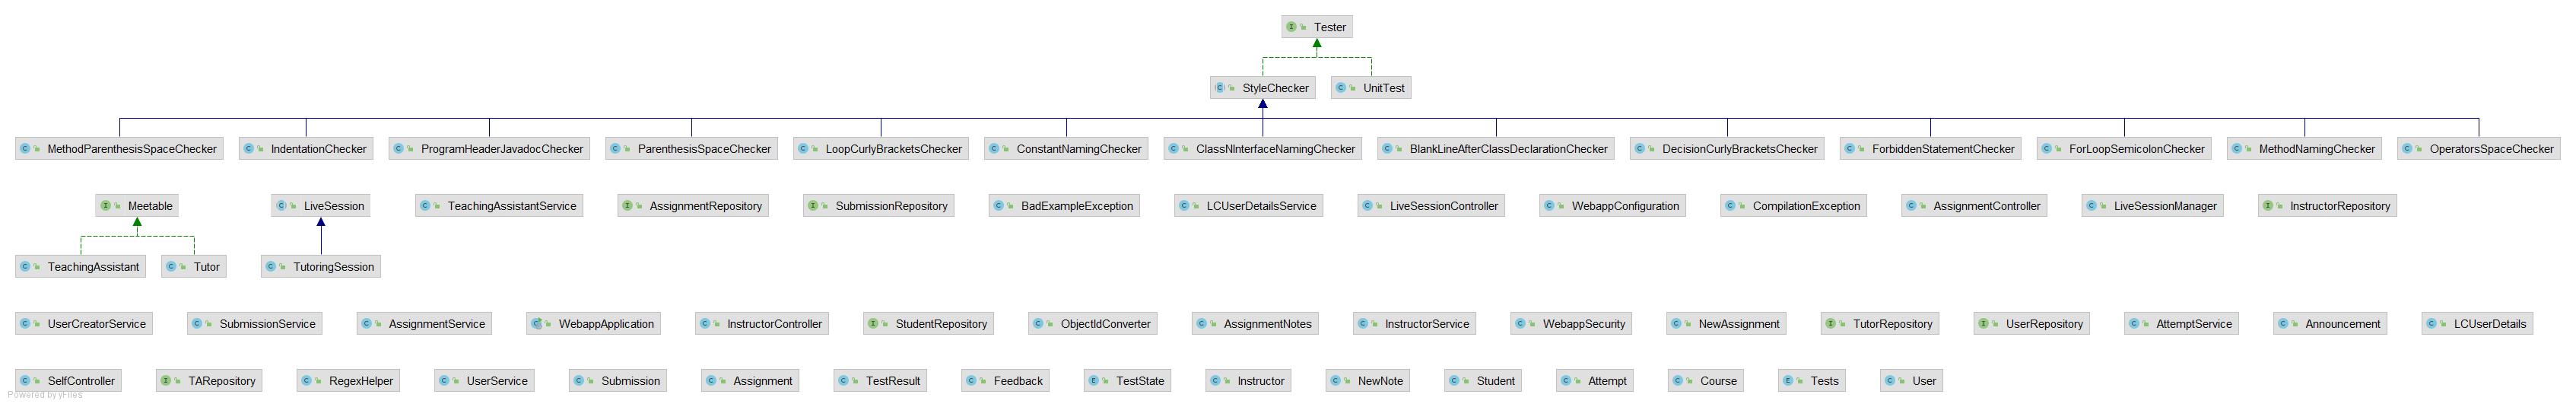 Tester
StyleChecker UnitTest
MethodParenthesisSpaceChecker IndentationChecker ProgramHeaderJavadocChecker ParenthesisSpaceChecker LoopCurlyBracketsChecker ConstantNamingChecker ClassNInterfaceNamingChecker BlankLineAfterClassDeclarationChecker DecisionCurlyBracketsChecker ForbiddenStatementChecker ForLoopSemicolonChecker MethodNamingChecker OperatorsSpaceChecker
Meetable LiveSession TeachingAssistantService AssignmentRepository SubmissionRepository BadExampleException LCUserDetailsService LiveSessionController WebappConfiguration CompilationException AssignmentController LiveSessionManager InstructorRepository
TeachingAssistant Tutor TutoringSession
UserCreatorService SubmissionService AssignmentService WebappApplication InstructorController StudentRepository ObjectIdConverter AssignmentNotes InstructorService WebappSecurity NewAssignment TutorRepository UserRepository AttemptService Announcement LCUserDetails
SelfController TARepository RegexHelper UserService Submission Assignment TestResult Feedback TestState Instructor NewNote Student Attempt Course Tests User
Powered by yFiles